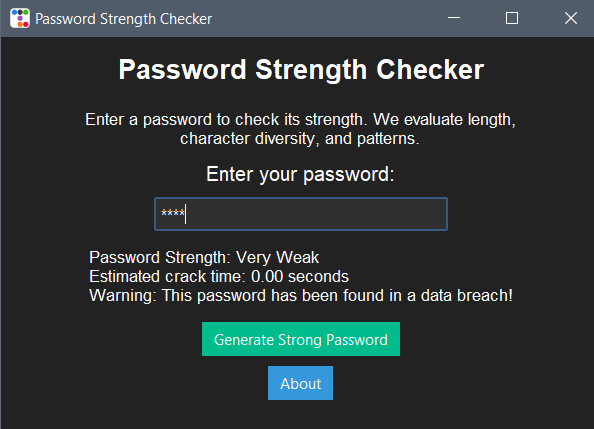 Password Strength Checker
Password Strength Checker
Enter a password to check its strength. We evaluate length,
character diversity, and patterns.
Enter your password:
****
Password Strength: Very Weak
Estimated crack time: 0.00 seconds
Warning: This password has been found in a data breach!
Generate Strong Password
About